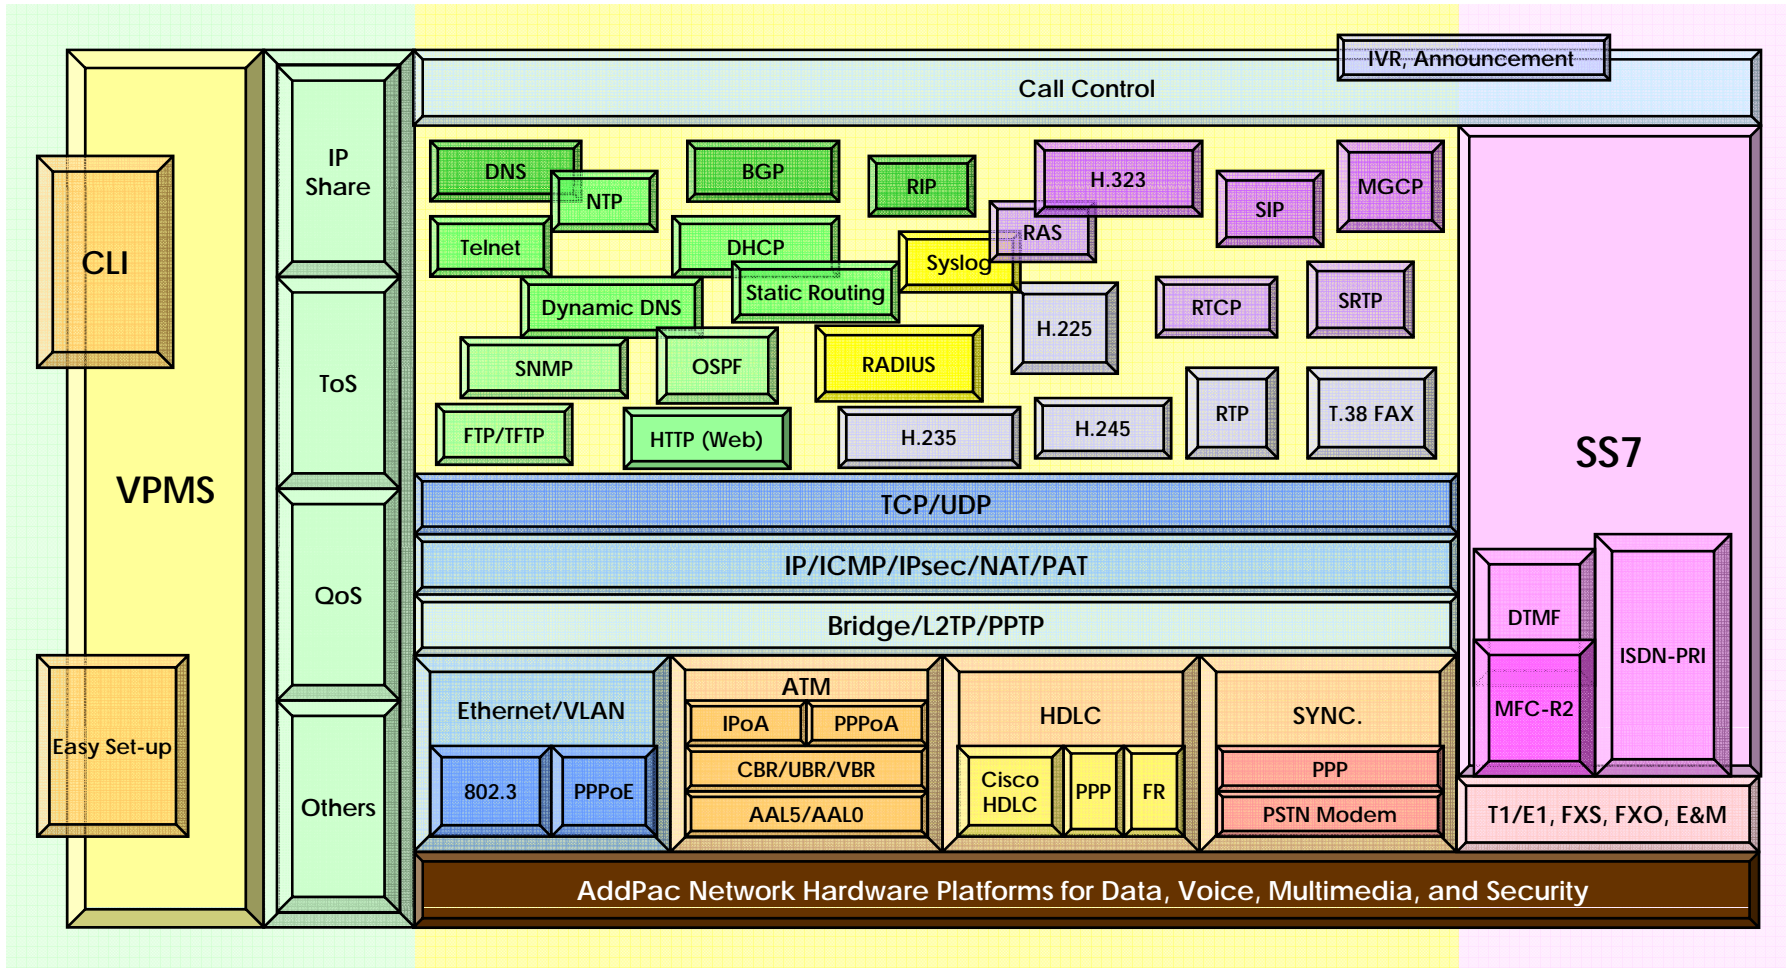 IVR, Announcement
Call Control
VPMS
CLI
Easy Set-up
IP
Share
ToS
QoS
Others
DNS
NTP
BGP
RIP
H.323
SIP
MGCP
Telnet
DHCP
Syslog
RAS
Dynamic DNS
Static Routing
H.225
RTCP
SRTP
SNMP
OSPF
RADIUS
RTP
T.38 FAX
FTP/TFTP
HTTP (Web)
H.235
H.245
TCP/UDP
IP/ICMP/IPsec/NAT/PAT
Bridge/L2TP/PPTP
Ethernet/VLAN
802.3
PPPoE
ATM
IPoA
PPPoA
CBR/UBR/VBR
AAL5/AAL0
HDLC
Cisco
HDLC
PPP
FR
SYNC.
PPP
PSTN Modem
SS7
DTMF
MFC-R2
ISDN-PRI
T1/E1, FXS, FXO, E&M
AddPac Network Hardware Platforms for Data, Voice, Multimedia, and Security